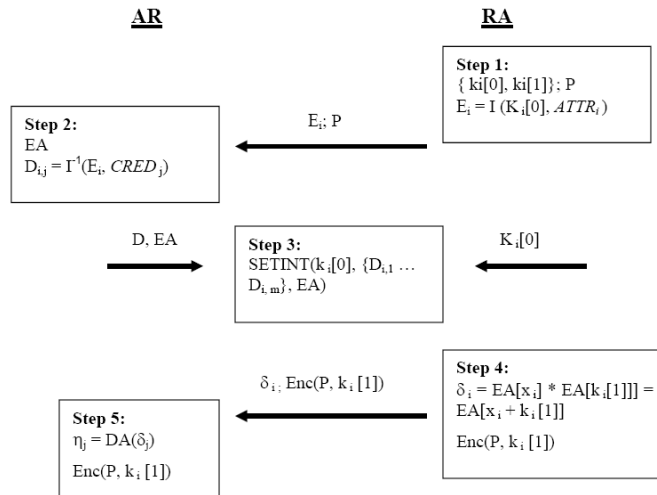 AR
RA
Step 1:
{ ki[0], ki[1]}; P
Eᵢ = I (Kᵢ[0], ATTRᵢ)
Eᵢ; P
Step 2:
EA
Dᵢ,ⱼ = I⁻¹(Eᵢ, CREDⱼ)
D, EA
Step 3:
SETINT(kᵢ[0], {Dᵢ,₁ …
Dᵢ, ₘ}, EA)
Kᵢ[0]
δᵢ; Enc(P, kᵢ [1])
Step 4:
δᵢ = EA[xᵢ] * EA[kᵢ[1]]] =
EA[xᵢ + kᵢ[1]]
Enc(P, kᵢ [1])
Step 5:
ηⱼ = DA(δⱼ)
Enc(P, kᵢ [1])